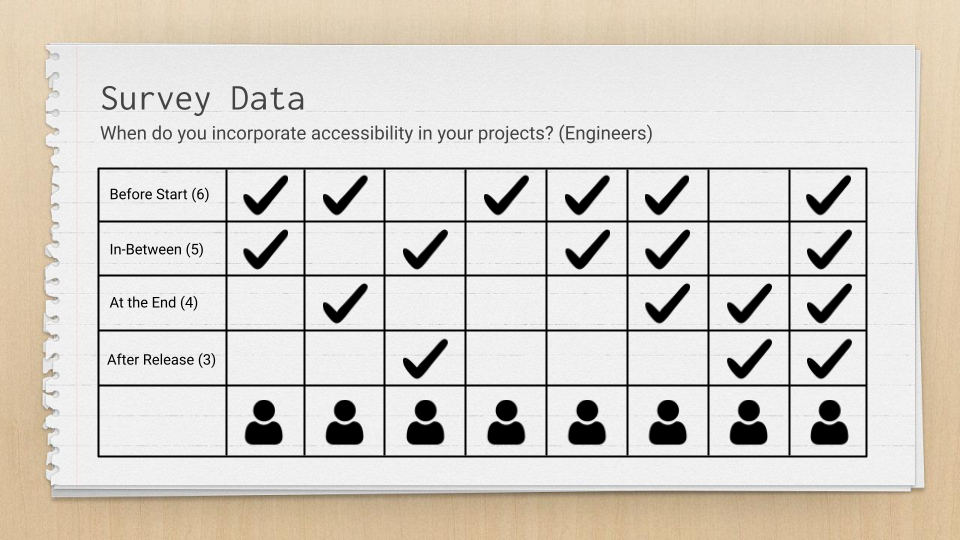 Survey Data
When do you incorporate accessibility in your projects? (Engineers)
Before Start (6)
In-Between (5)
At the End (4)
After Release (3)